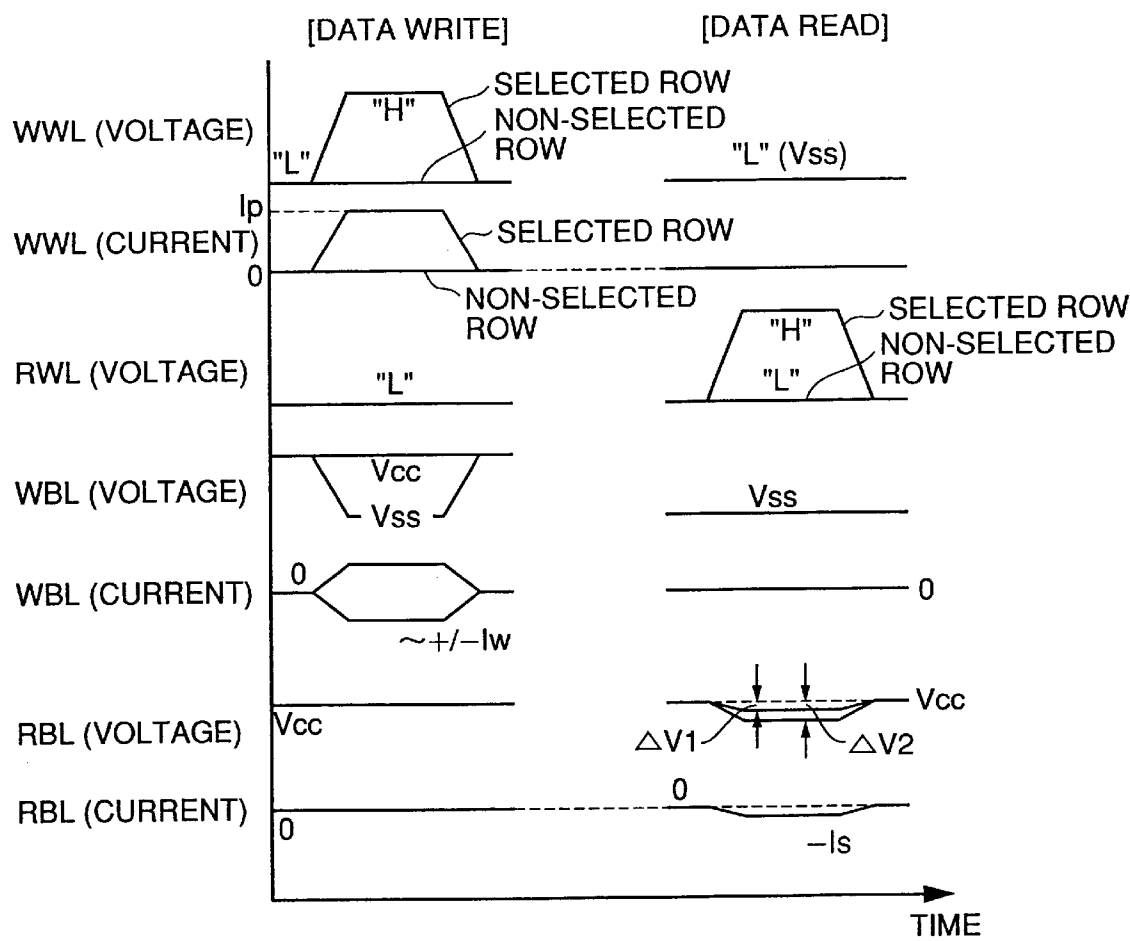 [DATA WRITE]
[DATA READ]
WWL (VOLTAGE)
"L"
"H"
SELECTED ROW
NON-SELECTED
ROW
"L" (Vss)
Ip
WWL (CURRENT)
0
SELECTED ROW
NON-SELECTED
ROW
RWL (VOLTAGE)
"L"
"H"
"L"
SELECTED ROW
NON-SELECTED
ROW
WBL (VOLTAGE)
Vcc
Vss
Vss
WBL (CURRENT)
0
~+/−Iw
0
RBL (VOLTAGE)
Vcc
△V1
△V2
Vcc
RBL (CURRENT)
0
0
−Is
TIME